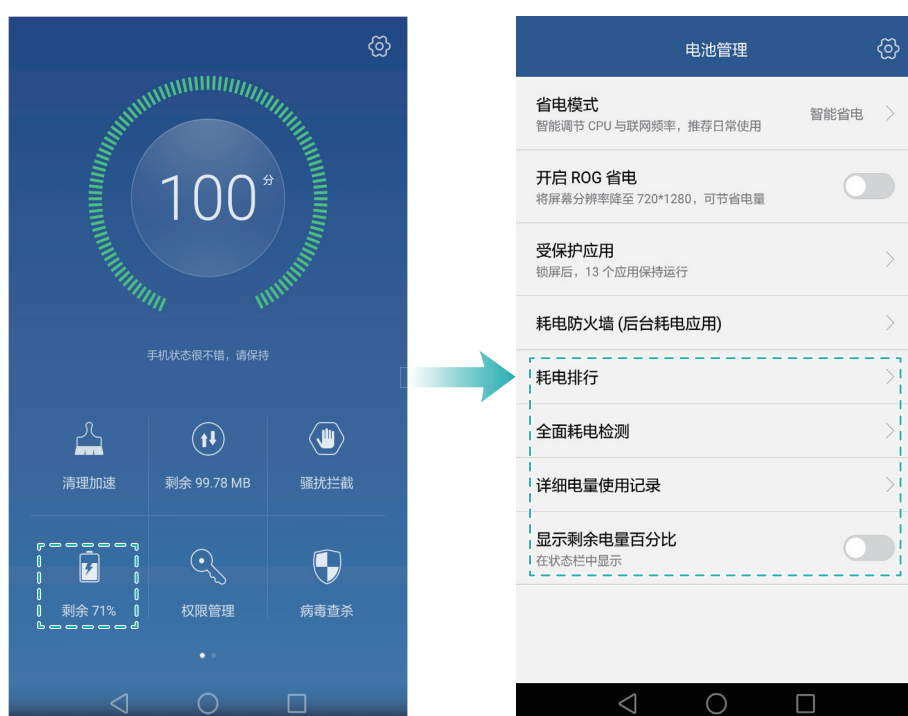 100分
手机状态很不错，请保持
清理加速
剩余 99.78 MB
骚扰拦截
剩余 71%
权限管理
病毒查杀
电池管理
省电模式
智能调节 CPU 与联网频率，推荐日常使用
智能省电
开启 ROG 省电
将屏幕分辨率降至 720*1280，可节省电量
受保护应用
锁屏后，13 个应用保持运行
耗电防火墙 (后台耗电应用)
耗电排行
全面耗电检测
详细电量使用记录
显示剩余电量百分比
在状态栏中显示